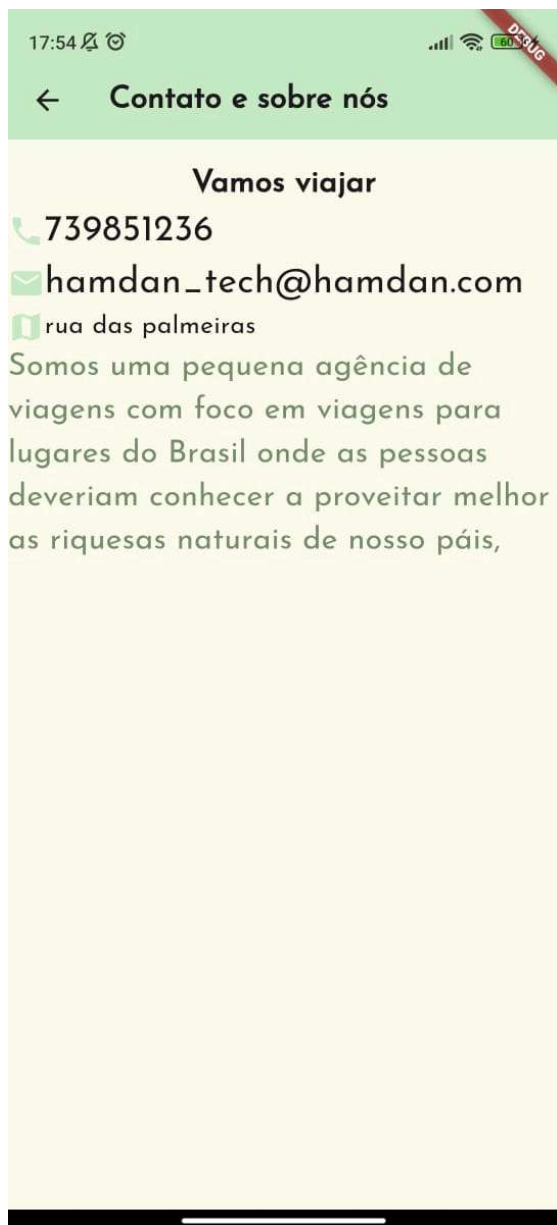 17:54
60
DEBUG
Contato e sobre nós
Vamos viajar
739851236
hamdan_tech@hamdan.com
rua das palmeiras
Somos uma pequena agência de
viagens com foco em viagens para
lugares do Brasil onde as pessoas
deveriam conhecer a proveitar melhor
as riquesas naturais de nosso páis,